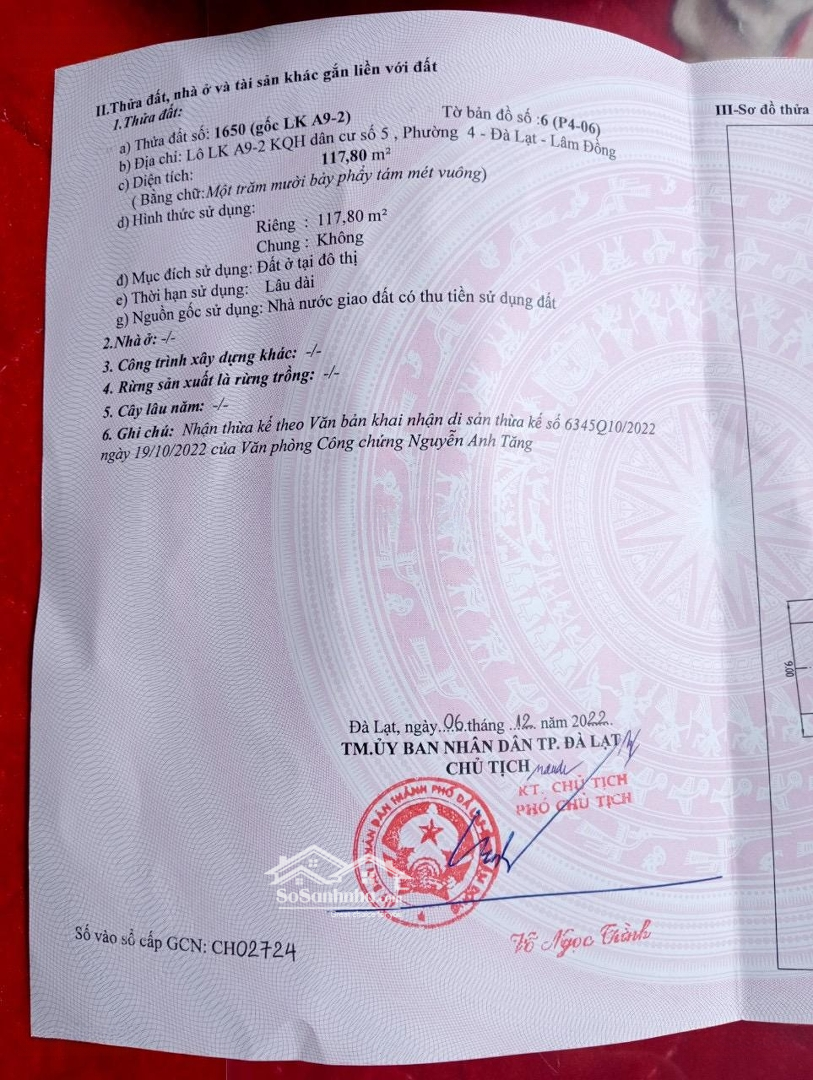 II.Thửa đất, nhà ở và tài sản khác gắn liền với đất
1.Thửa đất:
a) Thửa đất số: 1650 (gốc LK A9-2) Tờ bản đồ số :6 (P4-06)
b) Địa chỉ: Lô LK A9-2 KQH dân cư số 5 , Phường 4 - Đà Lạt - Lâm Đồng
c) Diện tích: 117,80 m²
( Bằng chữ:Một trăm mười bảy phẩy tám mét vuông)
d) Hình thức sử dụng:
Riêng : 117,80 m²
Chung : Không
đ) Mục đích sử dụng: Đất ở tại đô thị
e) Thời hạn sử dụng: Lâu dài
g) Nguồn gốc sử dụng: Nhà nước giao đất có thu tiền sử dụng đất
2.Nhà ở: -/-
3. Công trình xây dựng khác: -/-
4. Rừng sản xuất là rừng trồng: -/-
5. Cây lâu năm: -/-
6. Ghi chú: Nhận thừa kế theo Văn bản khai nhận di sản thừa kế số 6345Q10/2022
ngày 19/10/2022 của Văn phòng Công chứng Nguyễn Anh Tăng
Đà Lạt, ngày 06 tháng 12 năm 2022
TM.ỦY BAN NHÂN DÂN TP. ĐÀ LẠT
CHỦ TỊCH
KT. CHỦ TỊCH
PHÓ CHỦ TỊCH
SoSanhnha
Võ Ngọc Trình
Số vào sổ cấp GCN: CH02724
III-Sơ đồ thửa
9.00